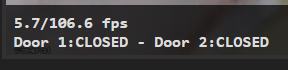 5.7/106.6 fps
Door 1:CLOSED - Door 2:CLOSED